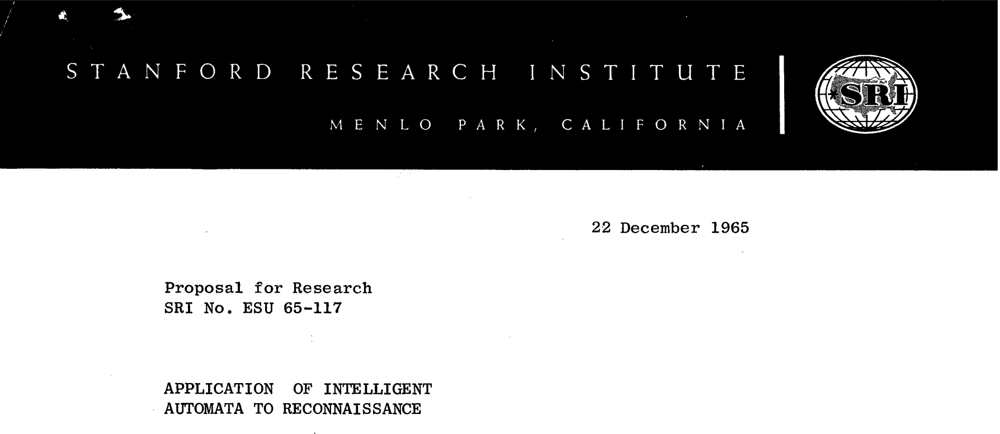 STANFORD RESEARCH INSTITUTE
MENLO PARK, CALIFORNIA
SRI
22 December 1965
Proposal for Research
SRI No. ESU 65-117
APPLICATION OF INTELLIGENT
AUTOMATA TO RECONNAISSANCE